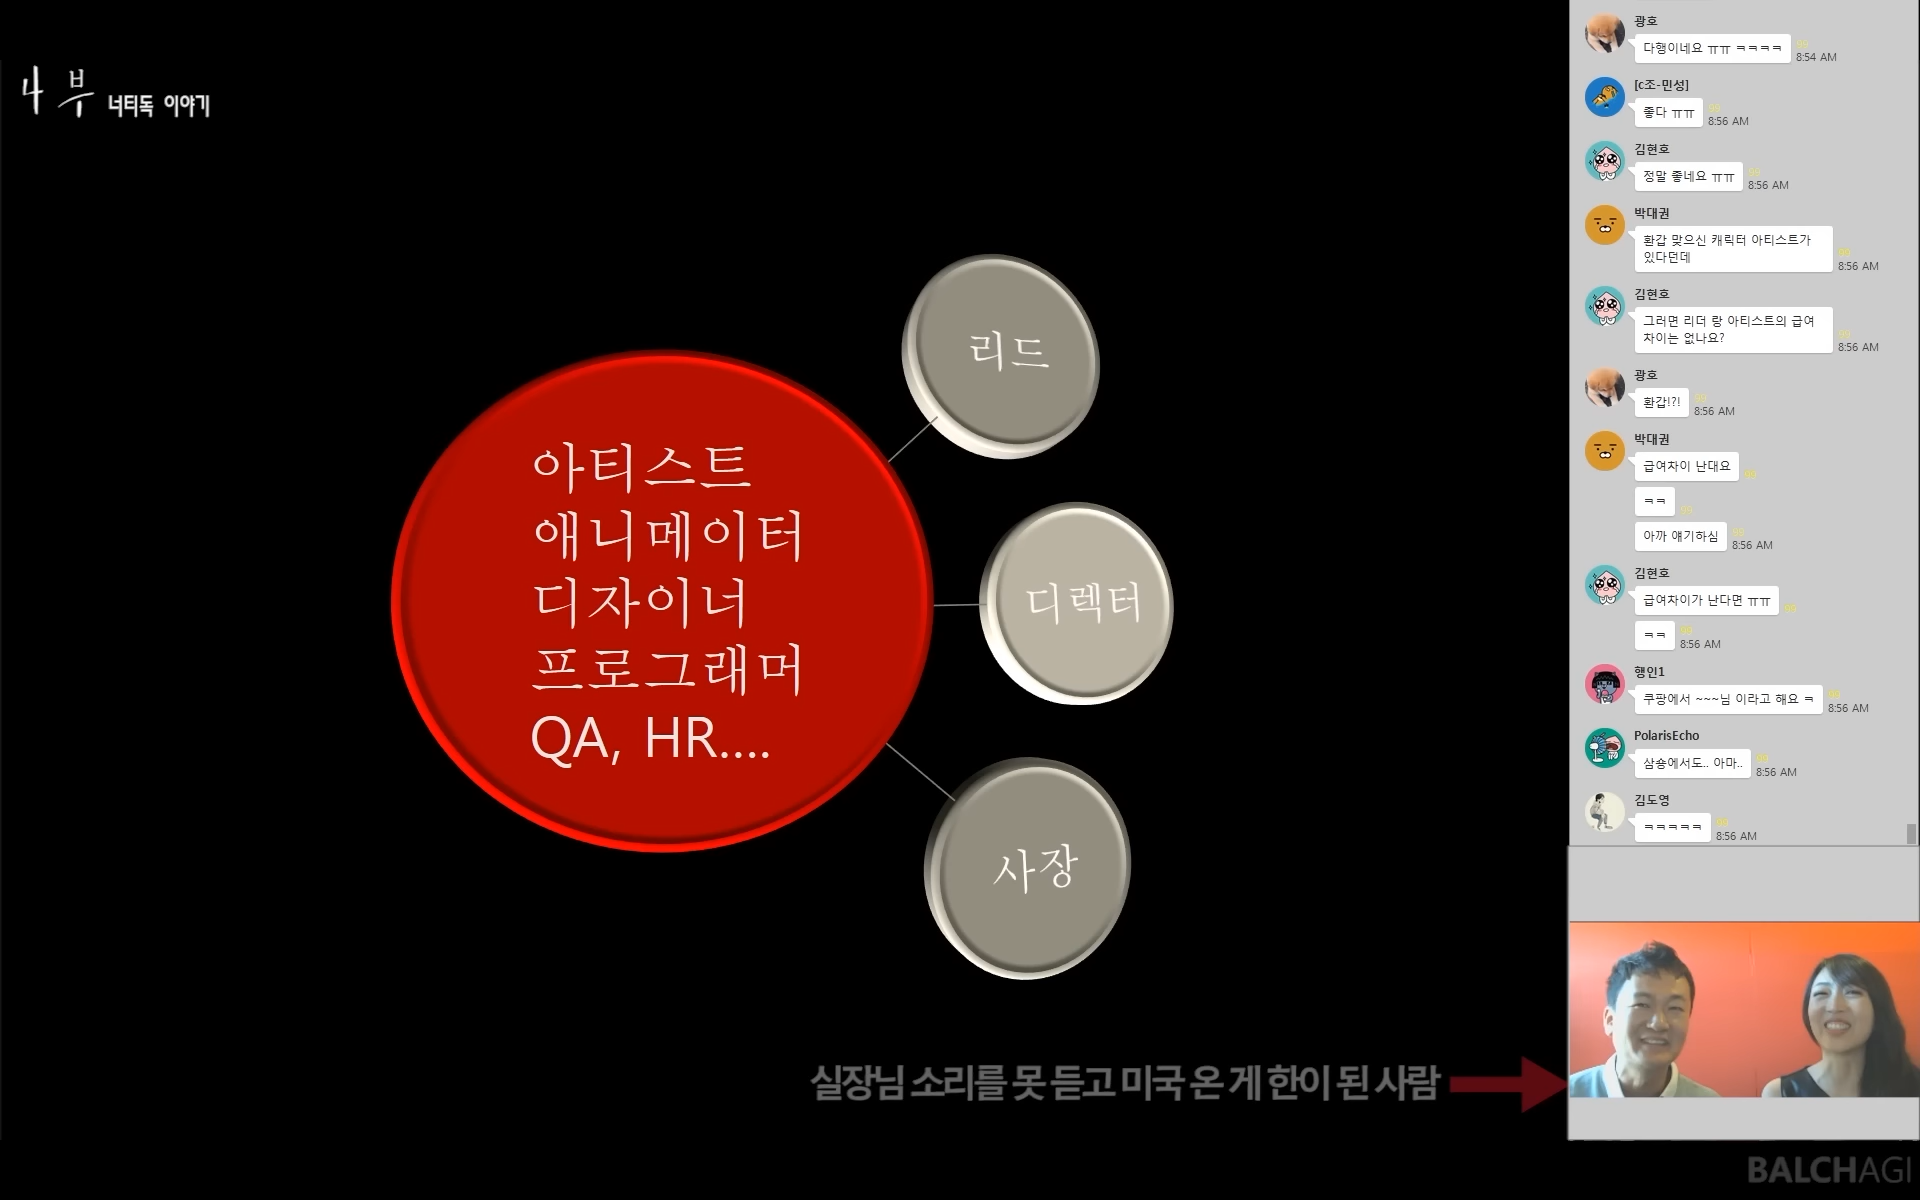 4 부 너티독 이야기
리드
아티스트
애니메이터
디자이너
프로그래머
QA, HR....
디렉터
사장
실장님 소리를 못 듣고 미국 온 게 한이 된 사람
광호
다행이네요 ㅠㅠ ㅋㅋㅋㅋ
8:54 AM
[c조-민성]
좋다 ㅠㅠ
8:56 AM
김현호
정말 좋네요 ㅠㅠ
8:56 AM
박대권
환갑 맞으신 캐릭터 아티스트가
있다던데
8:56 AM
김현호
그러면 리더 랑 아티스트의 급여
차이는 없나요?
8:56 AM
광호
환갑!?!
8:56 AM
박대권
급여차이 난대요
ㅋㅋ
아까 얘기하심
8:56 AM
김현호
급여차이가 난다면 ㅠㅠ
ㅋㅋ
8:56 AM
행인1
쿠팡에서 ~~~님 이라고 해요 ㅋ
8:56 AM
PolarisEcho
삼숑에서도.. 아마..
8:56 AM
김도영
ㅋㅋㅋㅋㅋ
8:56 AM
BALCHAGI